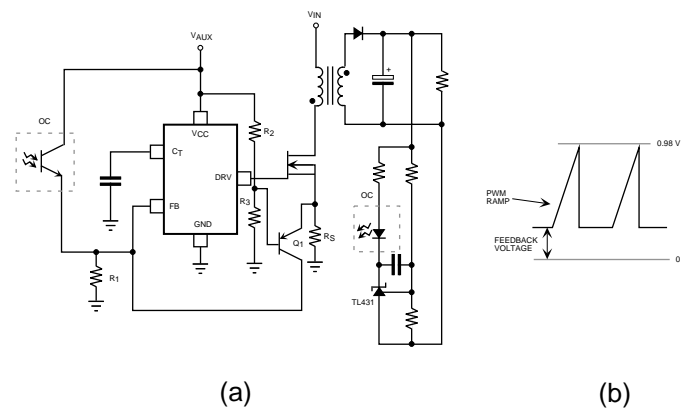 VIN
VAUX
OC
VCC
R2
CT
DRV
OC
FB
R3
GND
Q1
RS
R1
TL431
+
0.98 V
PWM
RAMP
FEEDBACK
VOLTAGE
0
(a)
(b)